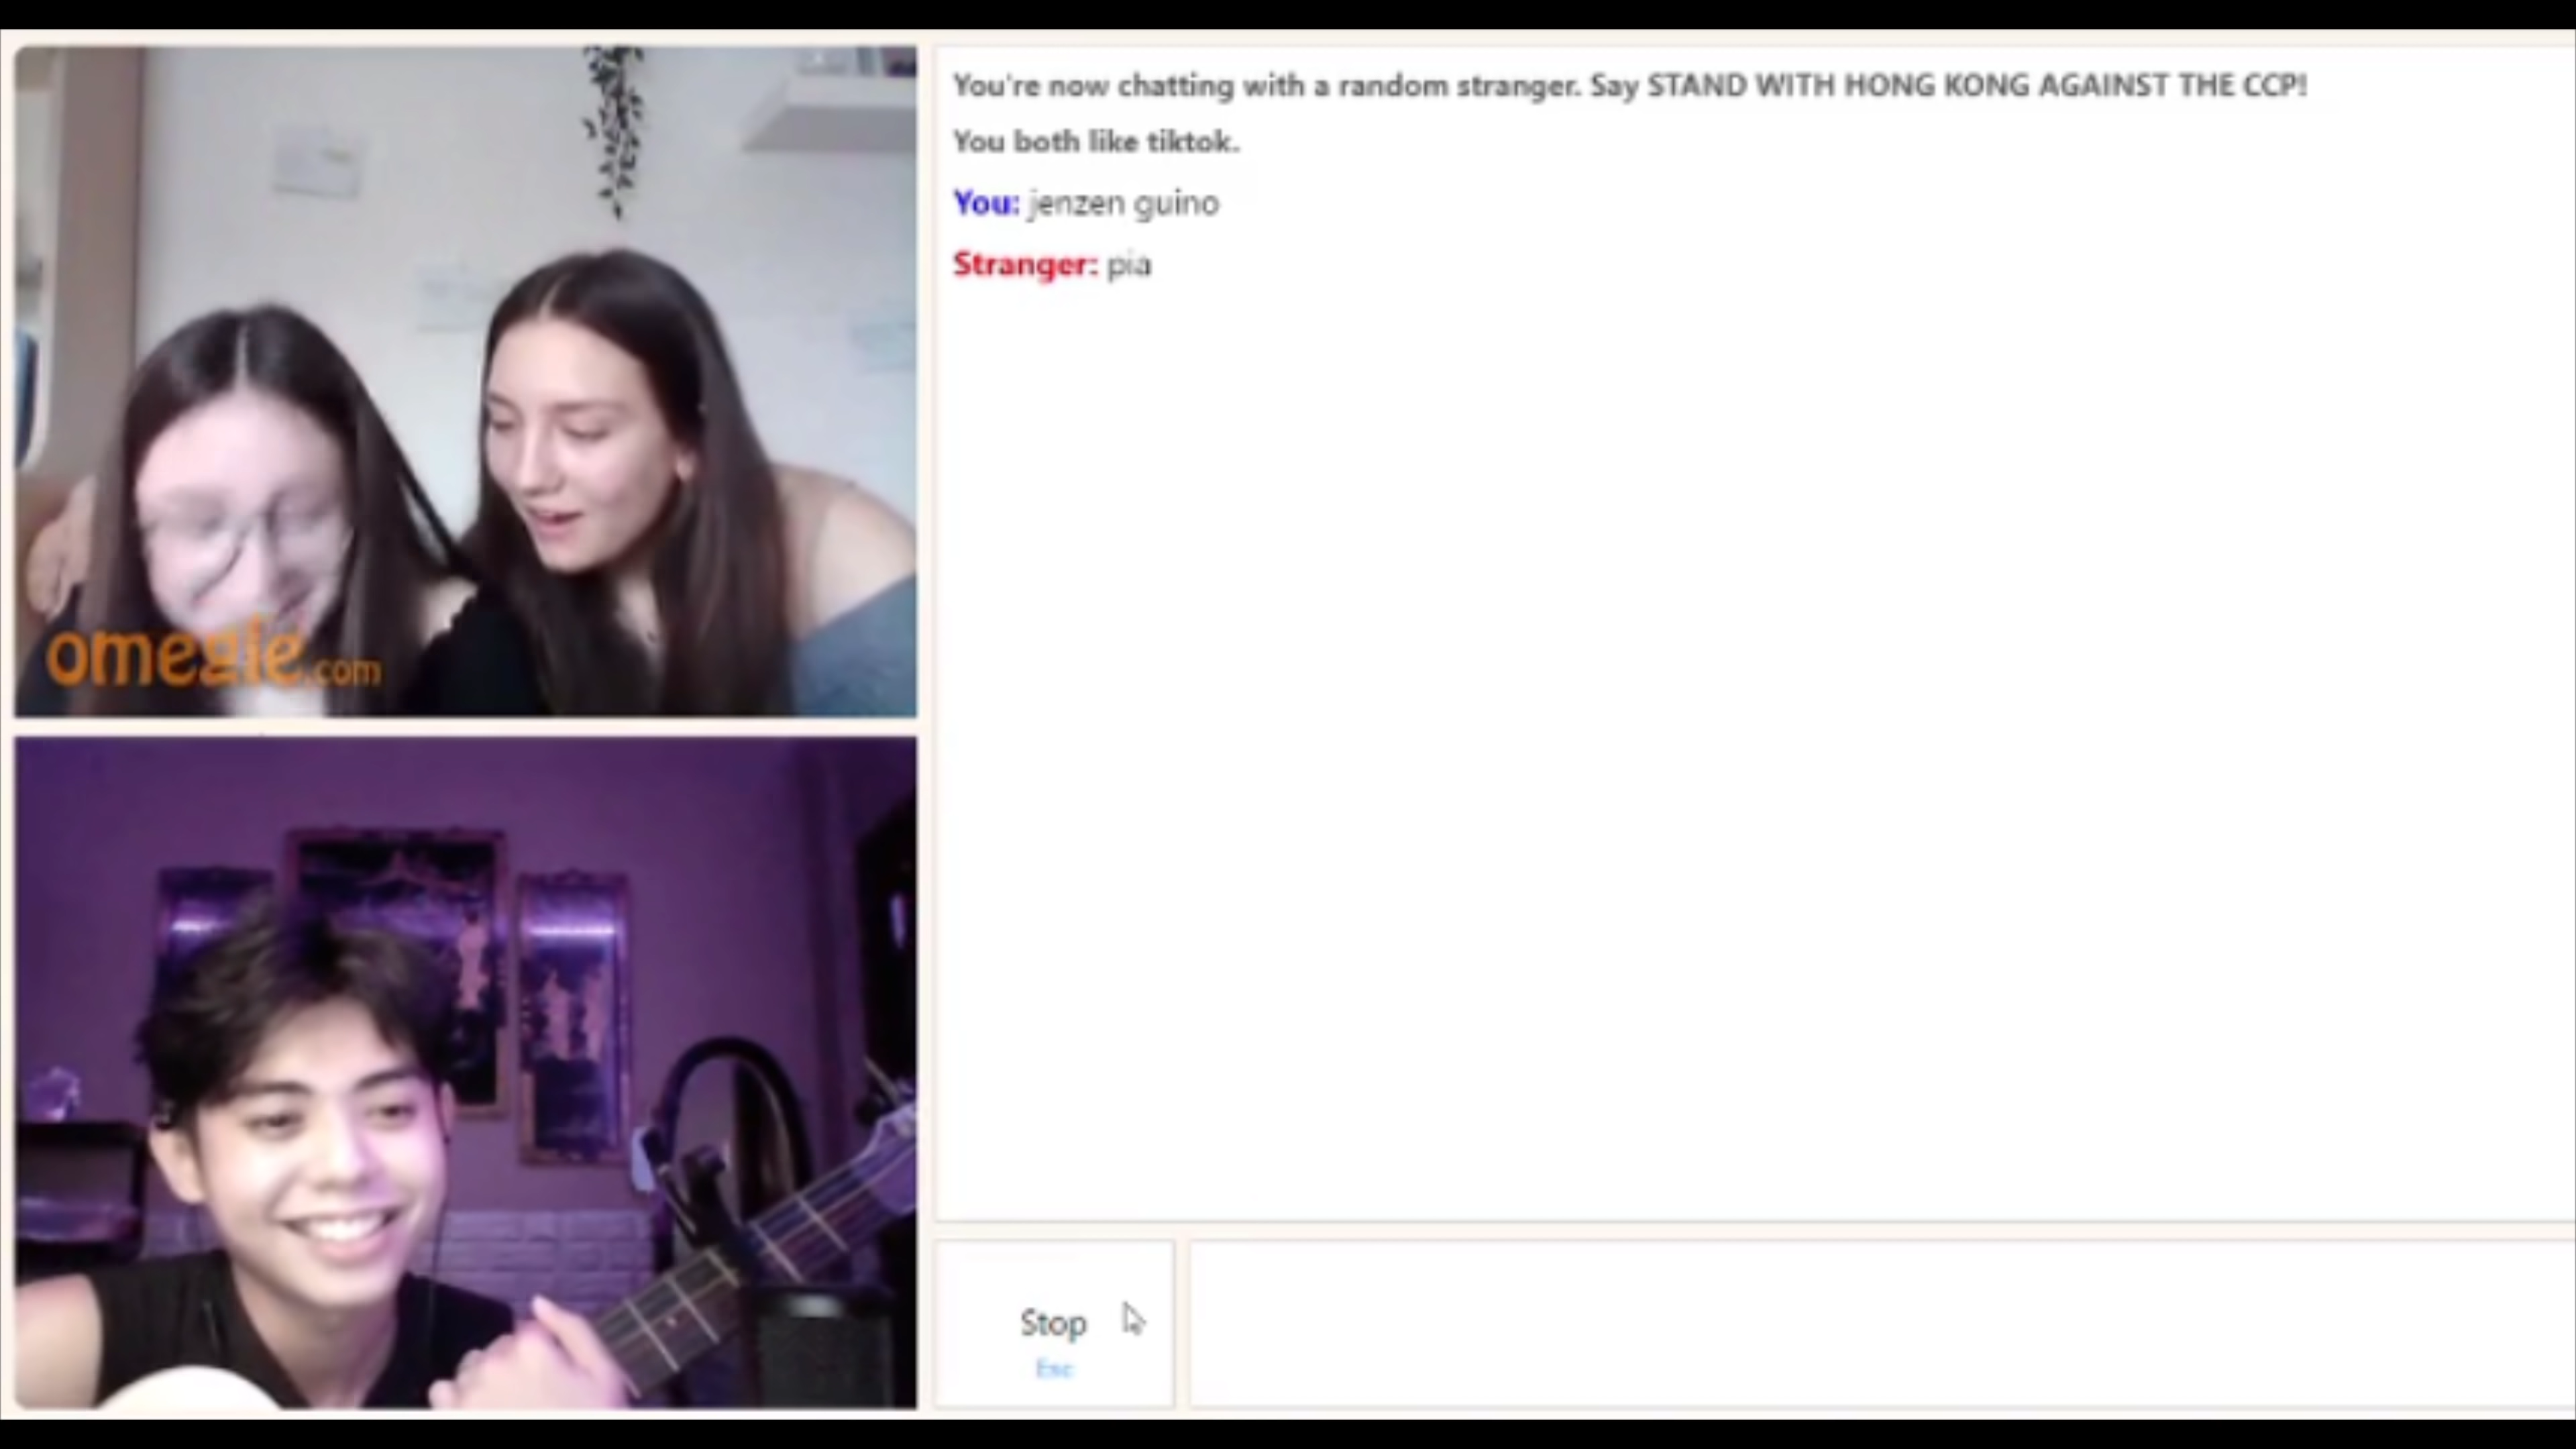 You're now chatting with a random stranger. Say STAND WITH HONG KONG AGAINST THE CCP!
You both like tiktok.
You: jenzen guino
Stranger: pia
omegle.com
Stop
Esc